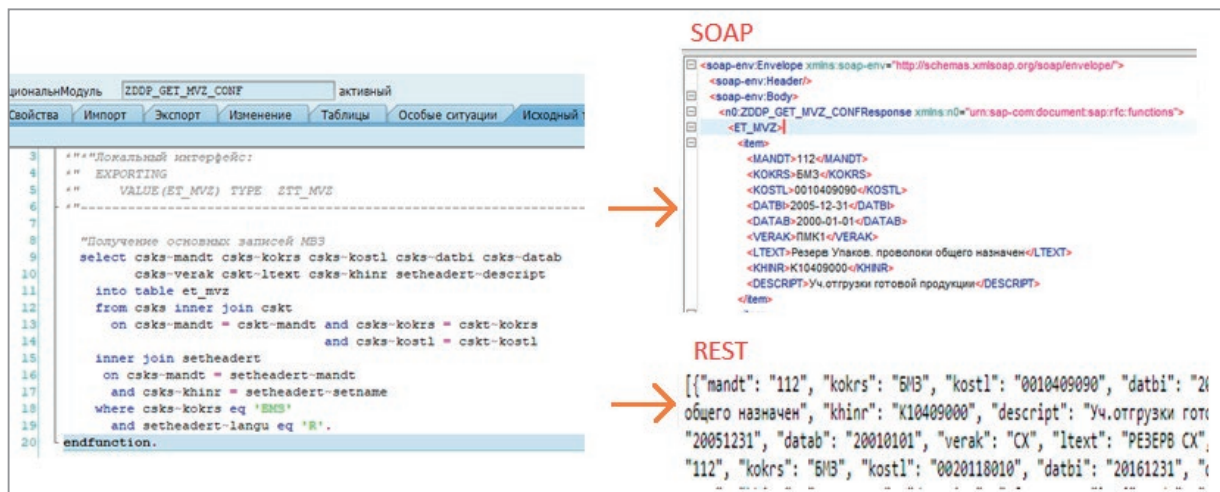 циональнМодуль ZDDP_GET_MVZ_CONF активный
Свойства Импорт Экспорт Изменение Таблицы Особые ситуации Исходный т
3 *"*"Локальный интерфейс:
4 *" EXPORTING
5 *" VALUE(ET_MVZ) TYPE ZTT_MVZ
6 *"----------------------------------------------------------------------
7
8 "Получение основных записей МВЗ
9 select csks~mandt csks~kokrs csks~kostl csks~datbi csks~datab
10 csks~verak cskt~ltext csks~khinr setheadert~descript
11 into table et_mvz
12 from csks inner join cskt
13 on csks~mandt = cskt~mandt and csks~kokrs = cskt~kokrs
14 and csks~kostl = cskt~kostl
15 inner join setheadert
16 on csks~mandt = setheadert~mandt
17 and csks~khinr = setheadert~setname
18 where csks~kokrs eq 'БМЗ'
19 and setheadert~langu eq 'R'.
20 endfunction.
SOAP
<soap-env:Envelope xmlns:soap-env="http://schemas.xmlsoap.org/soap/envelope/">
<soap-env:Header/>
<soap-env:Body>
<n0:ZDDP_GET_MVZ_CONFResponse xmlns:n0="urn:sap-com:document:sap:rfc:functions">
<ET_MVZ>
<item>
<MANDT>112</MANDT>
<KOKRS>БМЗ</KOKRS>
<KOSTL>0010409090</KOSTL>
<DATBI>2005-12-31</DATBI>
<DATAB>2000-01-01</DATAB>
<VERAK>ПМК1</VERAK>
<LTEXT>Резерв Упаков. проволоки общего назначен</LTEXT>
<KHINR>K10409000</KHINR>
<DESCRIPT>Уч.отгрузки готовой продукции</DESCRIPT>
</item>
REST
[{"mandt": "112", "kokrs": "БМЗ", "kostl": "0010409090", "datbi": "20
общего назначен", "khinr": "K10409000", "descript": "Уч.отгрузки гото
"20051231", "datab": "20010101", "verak": "СХ", "ltext": "РЕЗЕРВ СХ",
"112", "kokrs": "БМЗ", "kostl": "0020118010", "datbi": "20161231", "d